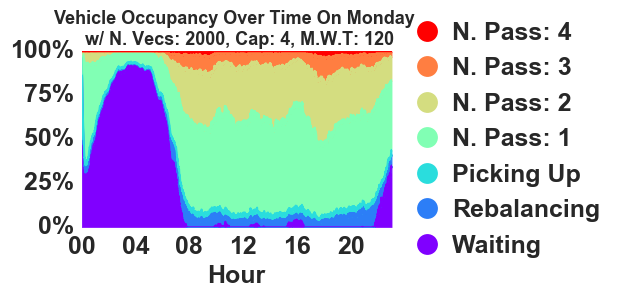 Vehicle Occupancy Over Time On Monday
w/ N. Vecs: 2000, Cap: 4, M.W.T: 120
100%
75%
50%
25%
0%
00 04 08 12 16 20
Hour
N. Pass: 4
N. Pass: 3
N. Pass: 2
N. Pass: 1
Picking Up
Rebalancing
Waiting